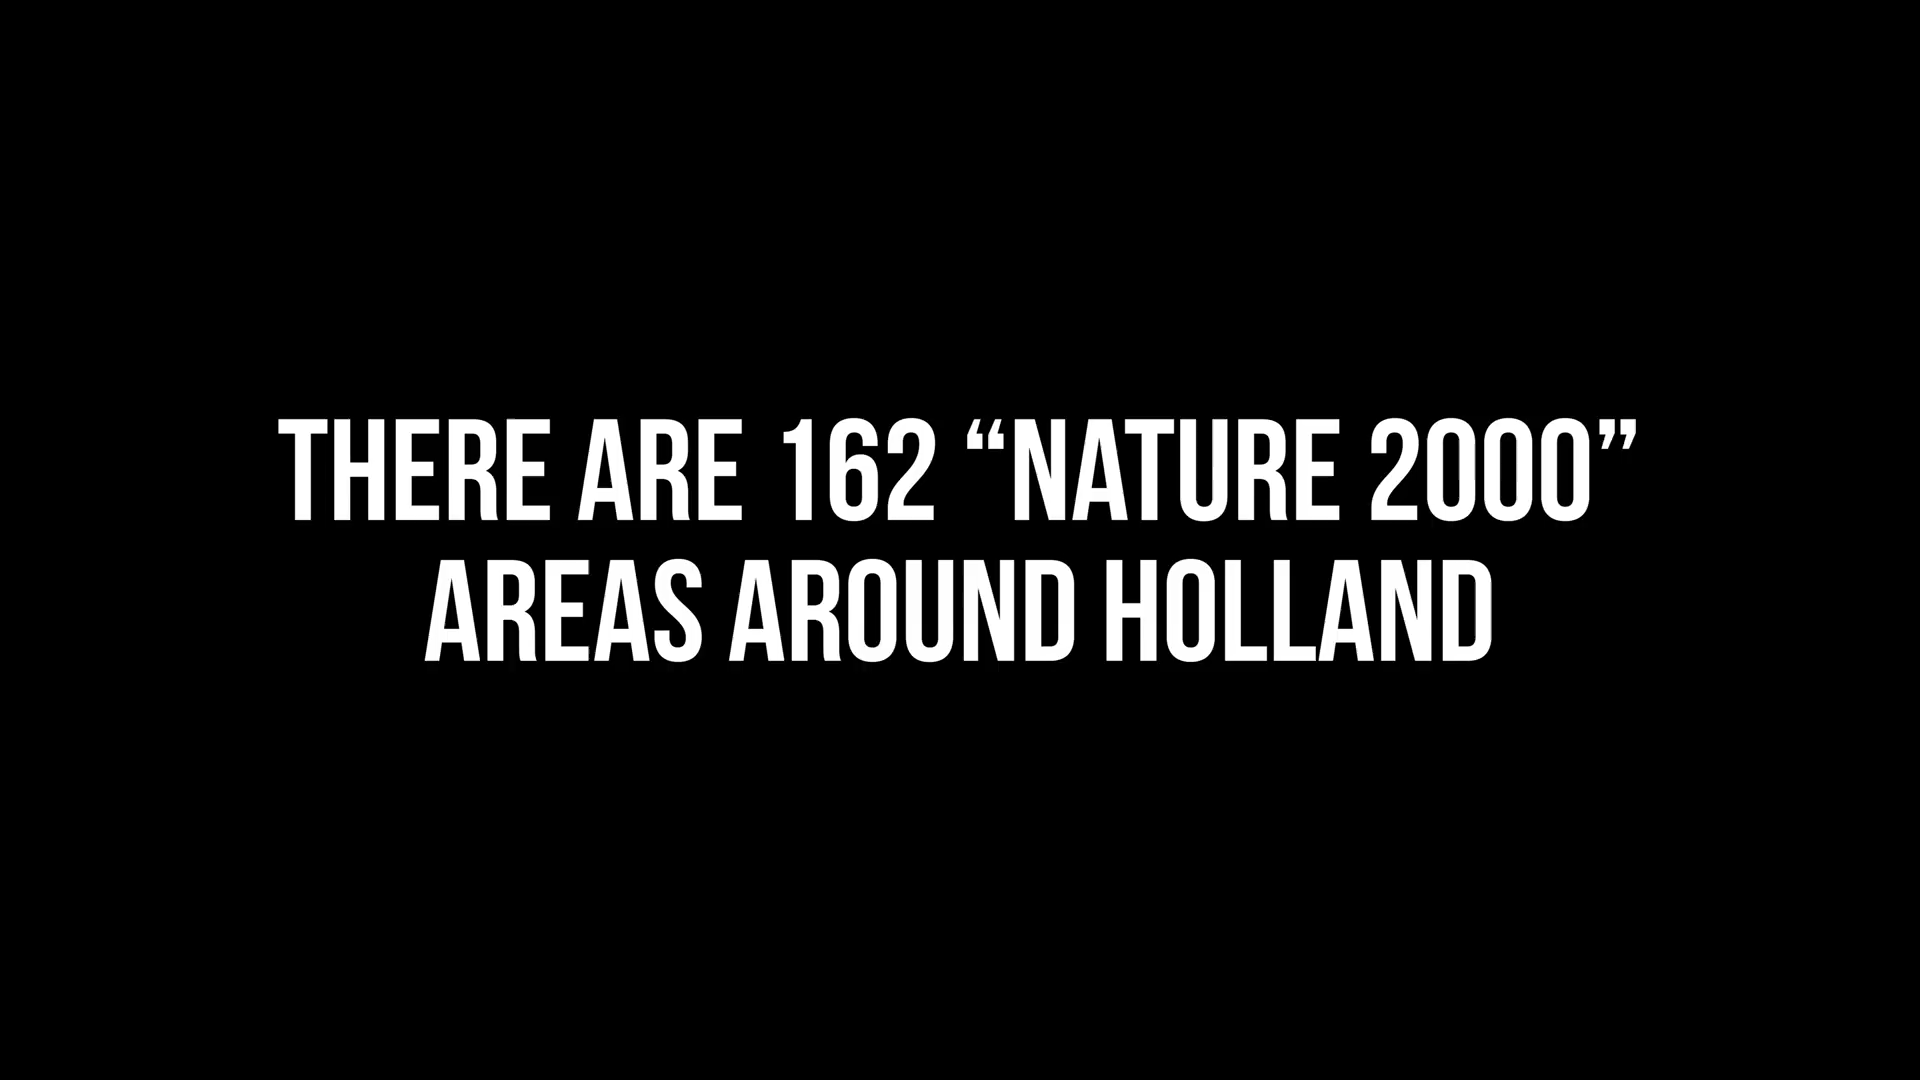 THERE ARE 162 “NATURE 2000”
AREAS AROUND HOLLAND